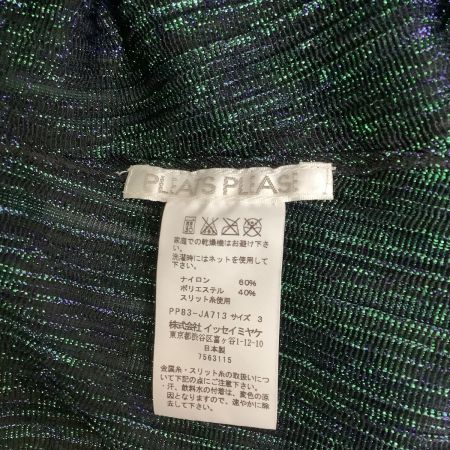 PLEATS PLEASE
家庭での乾燥機はお避け下さ
い。
洗濯時にはネットを使用して下
さい。
ナイロン 60%
ポリエステル 40%
スリット糸使用
PP83-JA713 サイズ 3
株式会社 イッセイミヤケ
東京都渋谷区富ヶ谷1-12-10
日本製
7563115
金属糸・スリット糸の取扱いについ
て下記の点にご注意下さい。
・汗、飲料水の付着は、変色の原
因となりますので、速やかに除
去して下さい。